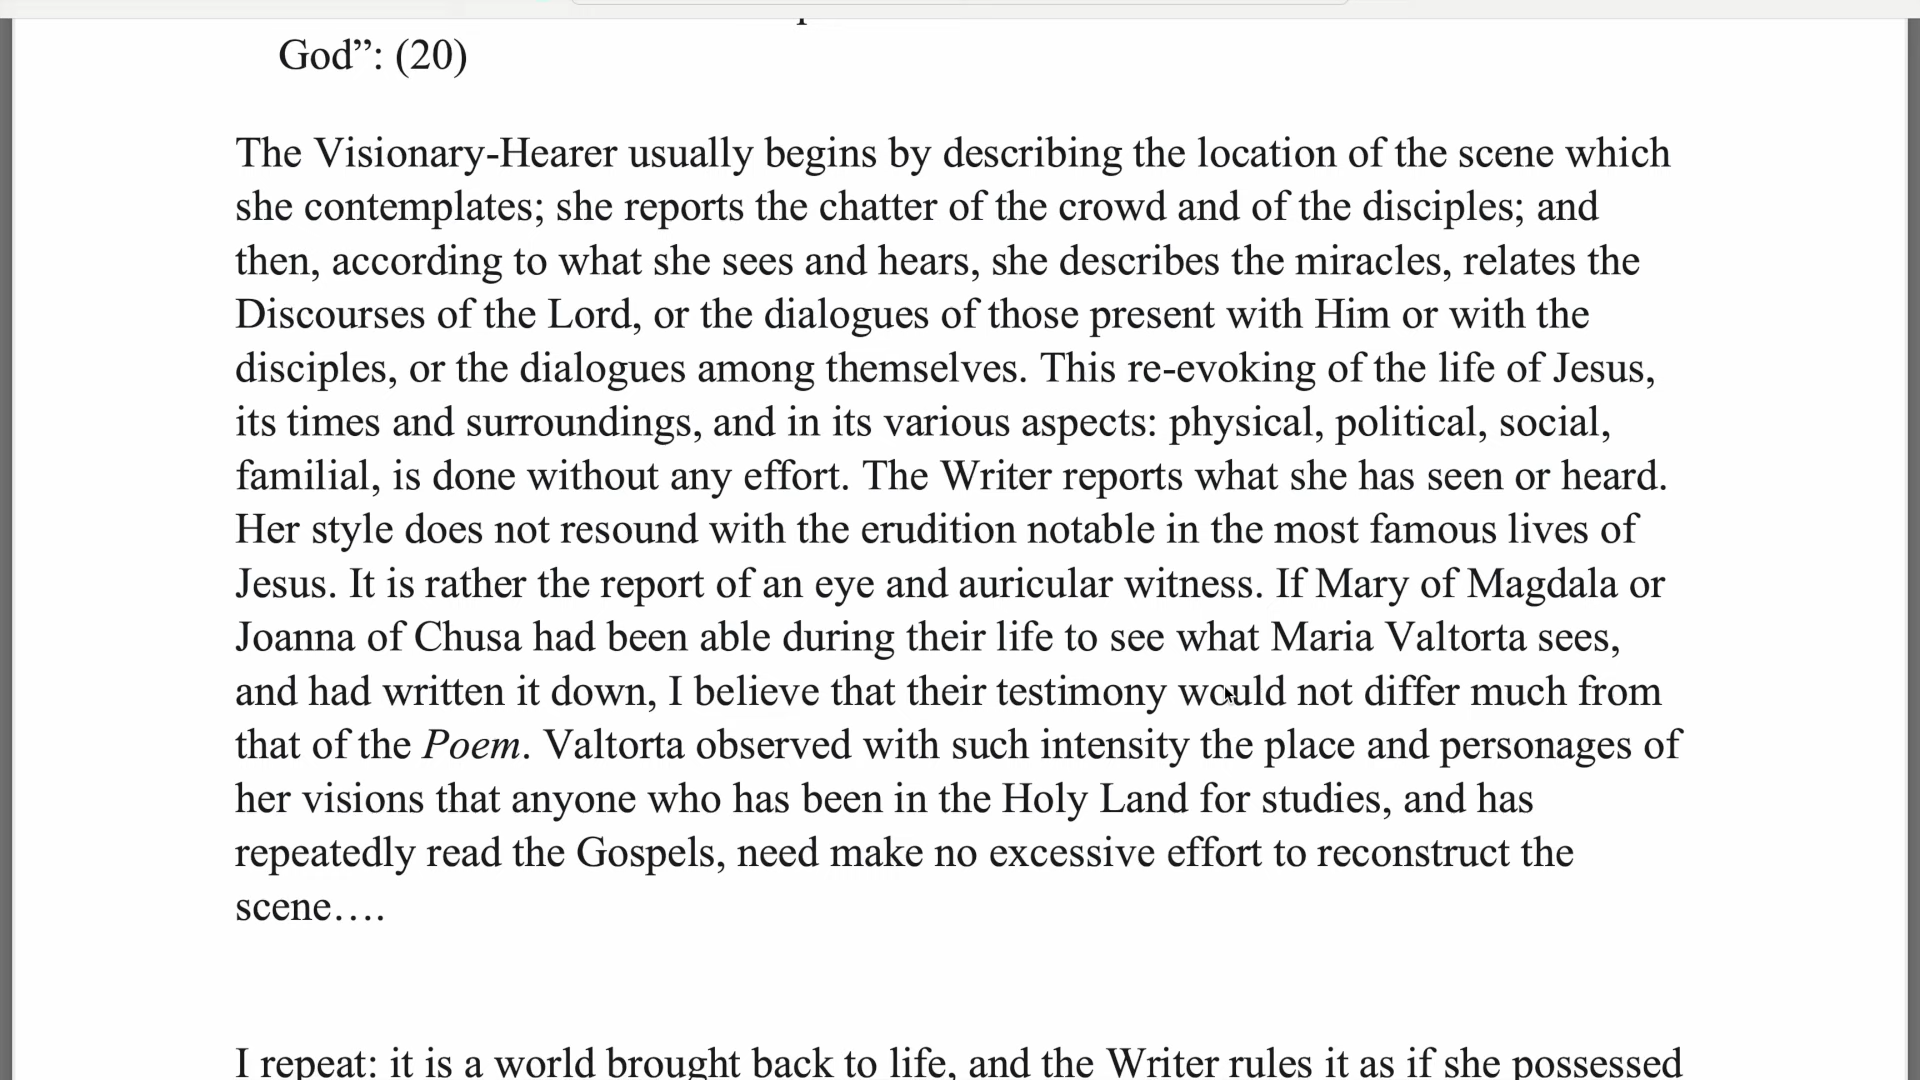 God”: (20)
The Visionary-Hearer usually begins by describing the location of the scene which
she contemplates; she reports the chatter of the crowd and of the disciples; and
then, according to what she sees and hears, she describes the miracles, relates the
Discourses of the Lord, or the dialogues of those present with Him or with the
disciples, or the dialogues among themselves. This re-evoking of the life of Jesus,
its times and surroundings, and in its various aspects: physical, political, social,
familial, is done without any effort. The Writer reports what she has seen or heard.
Her style does not resound with the erudition notable in the most famous lives of
Jesus. It is rather the report of an eye and auricular witness. If Mary of Magdala or
Joanna of Chusa had been able during their life to see what Maria Valtorta sees,
and had written it down, I believe that their testimony would not differ much from
that of the Poem. Valtorta observed with such intensity the place and personages of
her visions that anyone who has been in the Holy Land for studies, and has
repeatedly read the Gospels, need make no excessive effort to reconstruct the
scene….
I repeat: it is a world brought back to life, and the Writer rules it as if she possessed